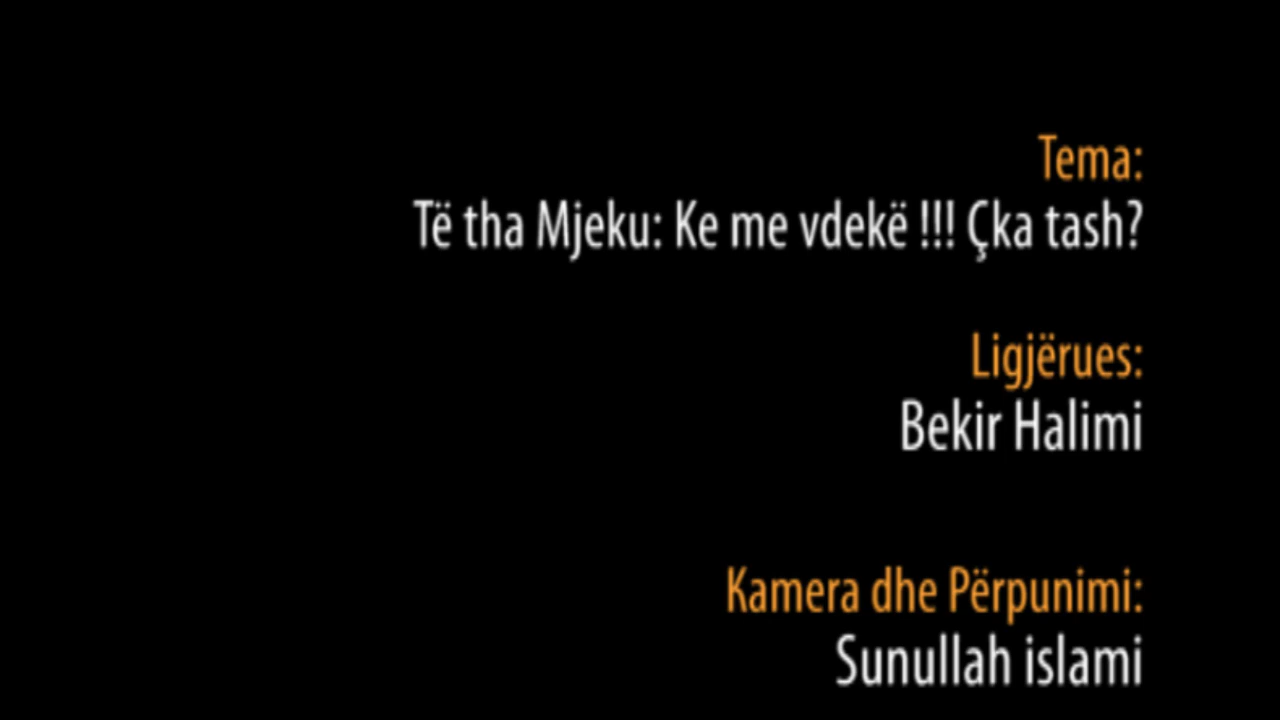 Tema:
Të tha Mjeku: Ke me vdekë !!! Çka tash?
Ligjërues:
Bekir Halimi
Kamera dhe Përpunimi:
Sunullah islami